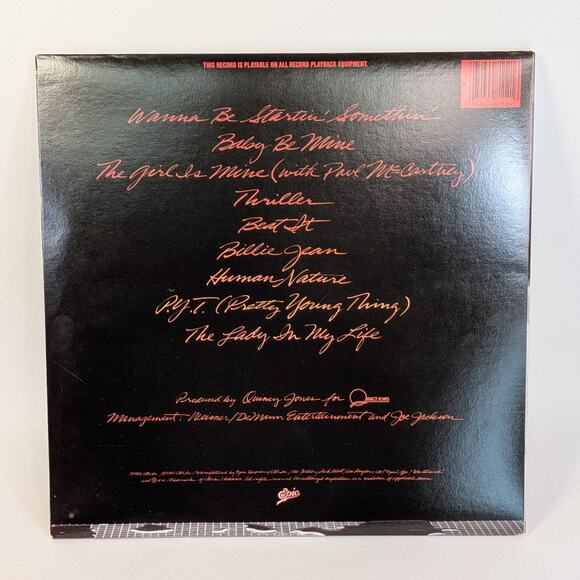 THIS RECORD IS PLAYABLE ON ALL RECORD PLAYBACK EQUIPMENT.
Wanna Be Startin' Somethin'
Baby Be Mine
The Girl Is Mine (with Paul McCartney)
Thriller
Beat It
Billie Jean
Human Nature
P.Y.T. (Pretty Young Thing)
The Lady In My Life
Produced by Quincy Jones for
Management: Weisner/DeMann Entertainment and Joe Jackson
Epic